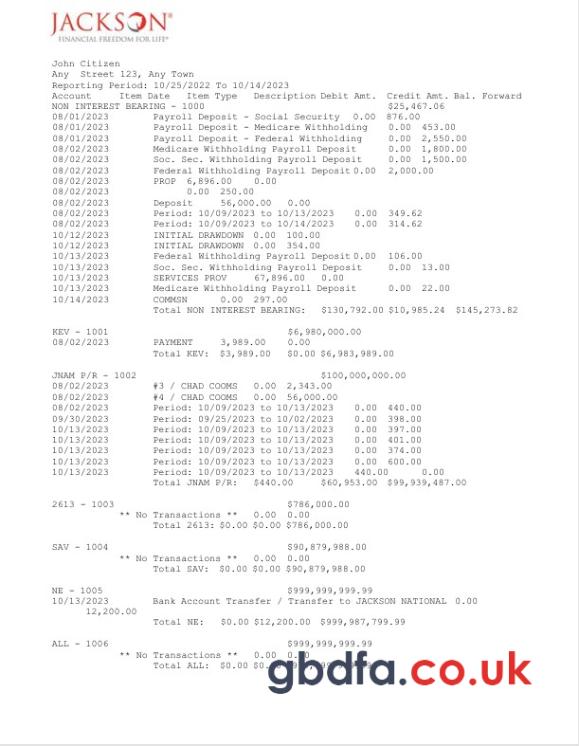 JACKSON®
FINANCIAL FREEDOM FOR LIFE®
John Citizen
Any Street 123, Any Town
Reporting Period: 10/25/2022 To 10/14/2023
Account Item Date Item Type Description Debit Amt. Credit Amt. Bal. Forward
NON INTEREST BEARING - 1000 $25,467.06
08/01/2023 Payroll Deposit - Social Security 0.00 876.00
08/01/2023 Payroll Deposit - Medicare Withholding 0.00 453.00
08/01/2023 Payroll Deposit - Federal Withholding 0.00 2,550.00
08/02/2023 Medicare Withholding Payroll Deposit 0.00 1,800.00
08/02/2023 Soc. Sec. Withholding Payroll Deposit 0.00 1,500.00
08/02/2023 Federal Withholding Payroll Deposit 0.00 2,000.00
08/02/2023 PROP 6,896.00 0.00
08/02/2023 0.00 250.00
08/02/2023 Deposit 56,000.00 0.00
08/02/2023 Period: 10/09/2023 to 10/13/2023 0.00 349.62
08/02/2023 Period: 10/09/2023 to 10/14/2023 0.00 314.62
10/12/2023 INITIAL DRAWDOWN 0.00 100.00
10/12/2023 INITIAL DRAWDOWN 0.00 354.00
10/13/2023 Federal Withholding Payroll Deposit 0.00 106.00
10/13/2023 Soc. Sec. Withholding Payroll Deposit 0.00 13.00
10/13/2023 SERVICES PROV 67,896.00 0.00
10/13/2023 Medicare Withholding Payroll Deposit 0.00 22.00
10/14/2023 COMMSN 0.00 297.00
Total NON INTEREST BEARING: $130,792.00 $10,985.24 $145,273.82
KEV - 1001 $6,980,000.00
08/02/2023 PAYMENT 3,989.00 0.00
Total KEV: $3,989.00 $0.00 $6,983,989.00
JNAM P/R - 1002 $100,000,000.00
08/02/2023 #3 / CHAD COOMS 0.00 2,343.00
08/02/2023 #4 / CHAD COOMS 0.00 56,000.00
08/02/2023 Period: 10/09/2023 to 10/13/2023 0.00 440.00
09/30/2023 Period: 09/25/2023 to 10/02/2023 0.00 398.00
10/13/2023 Period: 10/09/2023 to 10/13/2023 0.00 397.00
10/13/2023 Period: 10/09/2023 to 10/13/2023 0.00 401.00
10/13/2023 Period: 10/09/2023 to 10/13/2023 0.00 374.00
10/13/2023 Period: 10/09/2023 to 10/13/2023 0.00 600.00
10/13/2023 Period: 10/09/2023 to 10/13/2023 440.00 0.00
Total JNAM P/R: $440.00 $60,953.00 $99,939,487.00
2613 - 1003 $786,000.00
** No Transactions ** 0.00 0.00
Total 2613: $0.00 $0.00 $786,000.00
SAV - 1004 $90,879,988.00
** No Transactions ** 0.00 0.00
Total SAV: $0.00 $0.00 $90,879,988.00
NE - 1005 $999,999,999.99
10/13/2023 Bank Account Transfer / Transfer to JACKSON NATIONAL 0.00
12,200.00
Total NE: $0.00 $12,200.00 $999,987,799.99
ALL - 1006 $999,999,999.99
** No Transactions ** 0.00
Total ALL: $0.00
gbdfa.co.uk